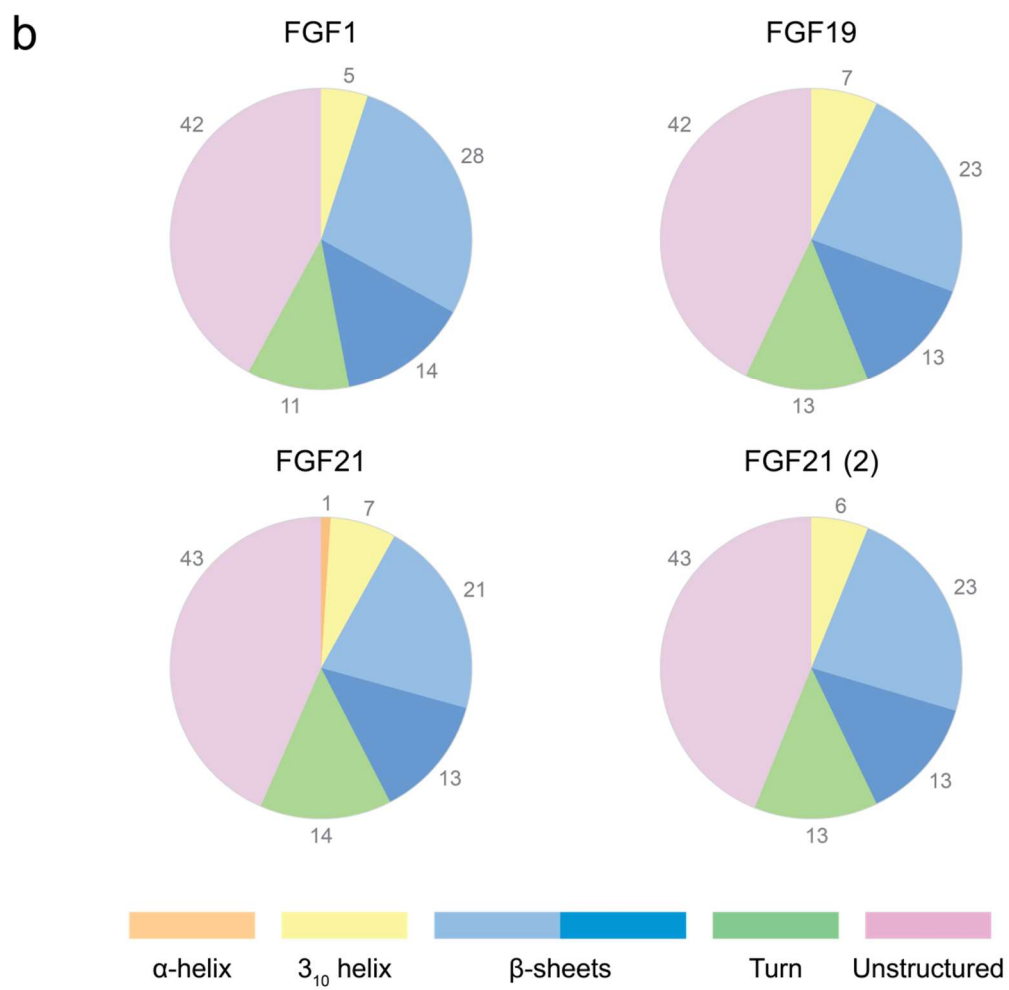 b
FGF1
FGF19
5
42
28
14
11
7
42
23
13
13
FGF21
FGF21 (2)
1
7
43
21
13
14
6
43
23
13
13
α-helix
3₁₀ helix
β-sheets
Turn
Unstructured